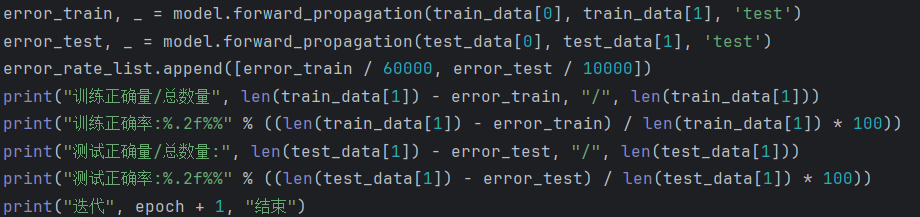 error_train, _ = model.forward_propagation(train_data[0], train_data[1], 'test')
error_test, _ = model.forward_propagation(test_data[0], test_data[1], 'test')
error_rate_list.append([error_train / 60000, error_test / 10000])
print("训练正确量/总数量", len(train_data[1]) - error_train, "/", len(train_data[1]))
print("训练正确率:%.2f%%" % ((len(train_data[1]) - error_train) / len(train_data[1]) * 100))
print("测试正确量/总数量:", len(test_data[1]) - error_test, "/", len(test_data[1]))
print("测试正确率:%.2f%%" % ((len(test_data[1]) - error_test) / len(test_data[1]) * 100))
print("迭代", epoch + 1, "结束")